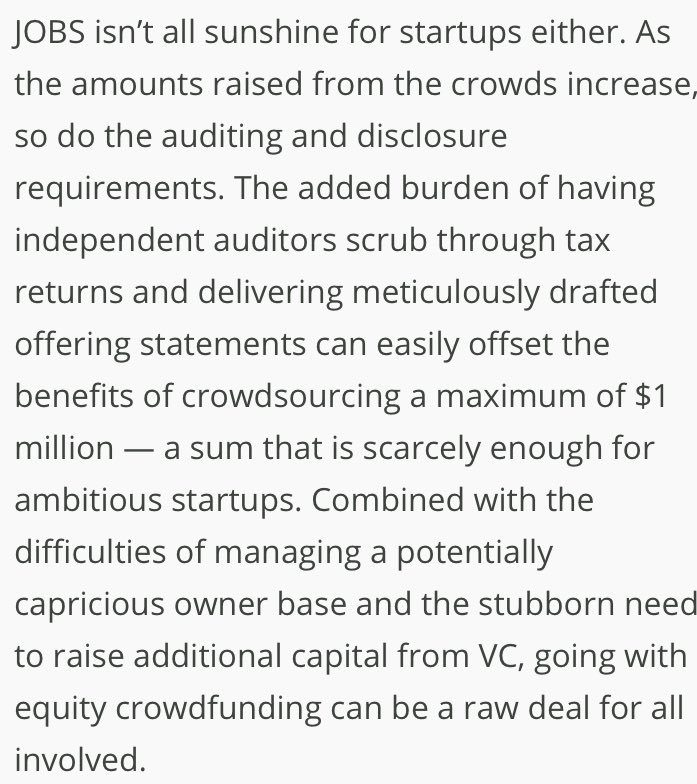 JOBS isn’t all sunshine for startups either. As
the amounts raised from the crowds increase,
so do the auditing and disclosure
requirements. The added burden of having
independent auditors scrub through tax
returns and delivering meticulously drafted
offering statements can easily offset the
benefits of crowdsourcing a maximum of $1
million — a sum that is scarcely enough for
ambitious startups. Combined with the
difficulties of managing a potentially
capricious owner base and the stubborn need
to raise additional capital from VC, going with
equity crowdfunding can be a raw deal for all
involved.